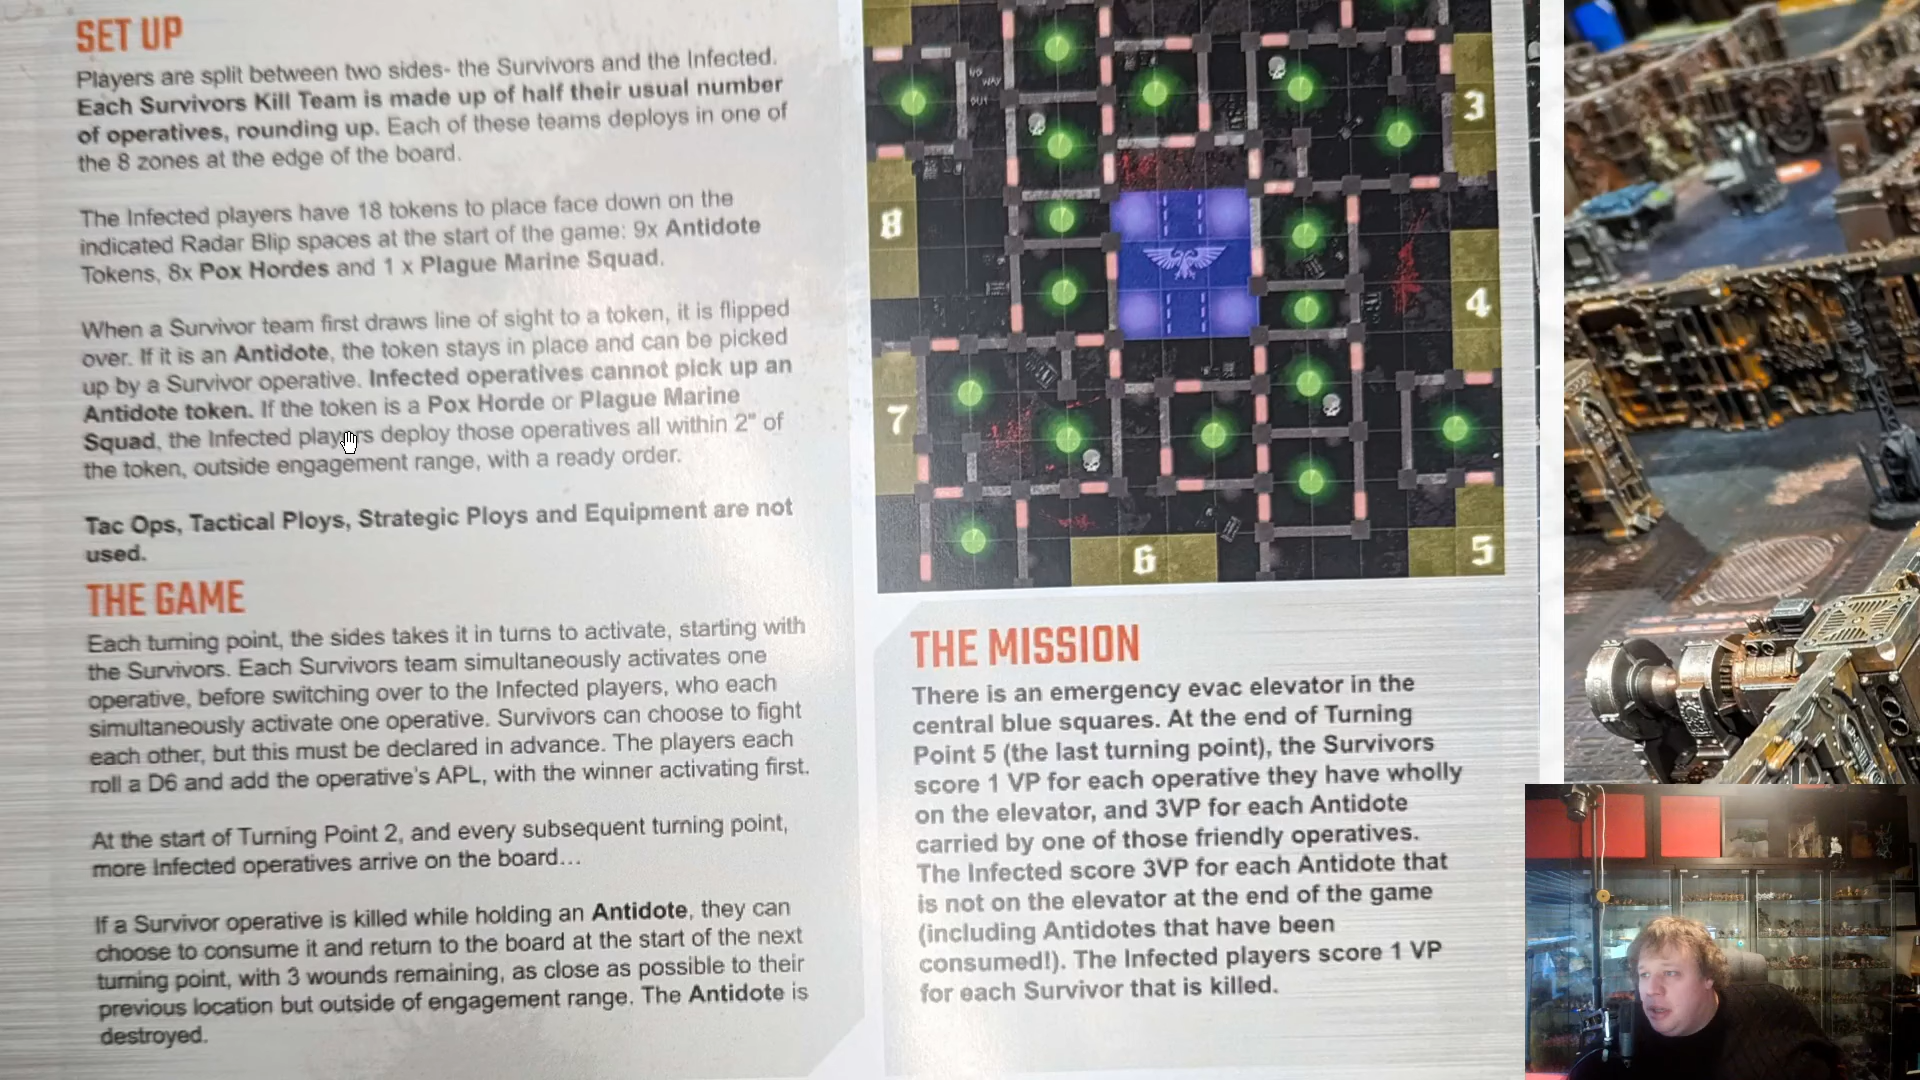 SET UP
Players are split between two sides- the Survivors and the Infected.
Each Survivors Kill Team is made up of half their usual number
of operatives, rounding up. Each of these teams deploys in one of
the 8 zones at the edge of the board.
The Infected players have 18 tokens to place face down on the
indicated Radar Blip spaces at the start of the game: 9x Antidote
Tokens, 8x Pox Hordes and 1 x Plague Marine Squad.
When a Survivor team first draws line of sight to a token, it is flipped
over. If it is an Antidote, the token stays in place and can be picked
up by a Survivor operative. Infected operatives cannot pick up an
Antidote token. If the token is a Pox Horde or Plague Marine
Squad, the Infected players deploy those operatives all within 2" of
the token, outside engagement range, with a ready order.
Tac Ops, Tactical Ploys, Strategic Ploys and Equipment are not
used.
THE GAME
Each turning point, the sides takes it in turns to activate, starting with
the Survivors. Each Survivors team simultaneously activates one
operative, before switching over to the Infected players, who each
simultaneously activate one operative. Survivors can choose to fight
each other, but this must be declared in advance. The players each
roll a D6 and add the operative's APL, with the winner activating first.
At the start of Turning Point 2, and every subsequent turning point,
more Infected operatives arrive on the board...
If a Survivor operative is killed while holding an Antidote, they can
choose to consume it and return to the board at the start of the next
turning point, with 3 wounds remaining, as close as possible to their
previous location but outside of engagement range. The Antidote is
destroyed.
NO
WAY
OUT
3
8
4
7
6
5
THE MISSION
There is an emergency evac elevator in the
central blue squares. At the end of Turning
Point 5 (the last turning point), the Survivors
score 1 VP for each operative they have wholly
on the elevator, and 3VP for each Antidote
carried by one of those friendly operatives.
The Infected score 3VP for each Antidote that
is not on the elevator at the end of the game
(including Antidotes that have been
consumed!). The Infected players score 1 VP
for each Survivor that is killed.